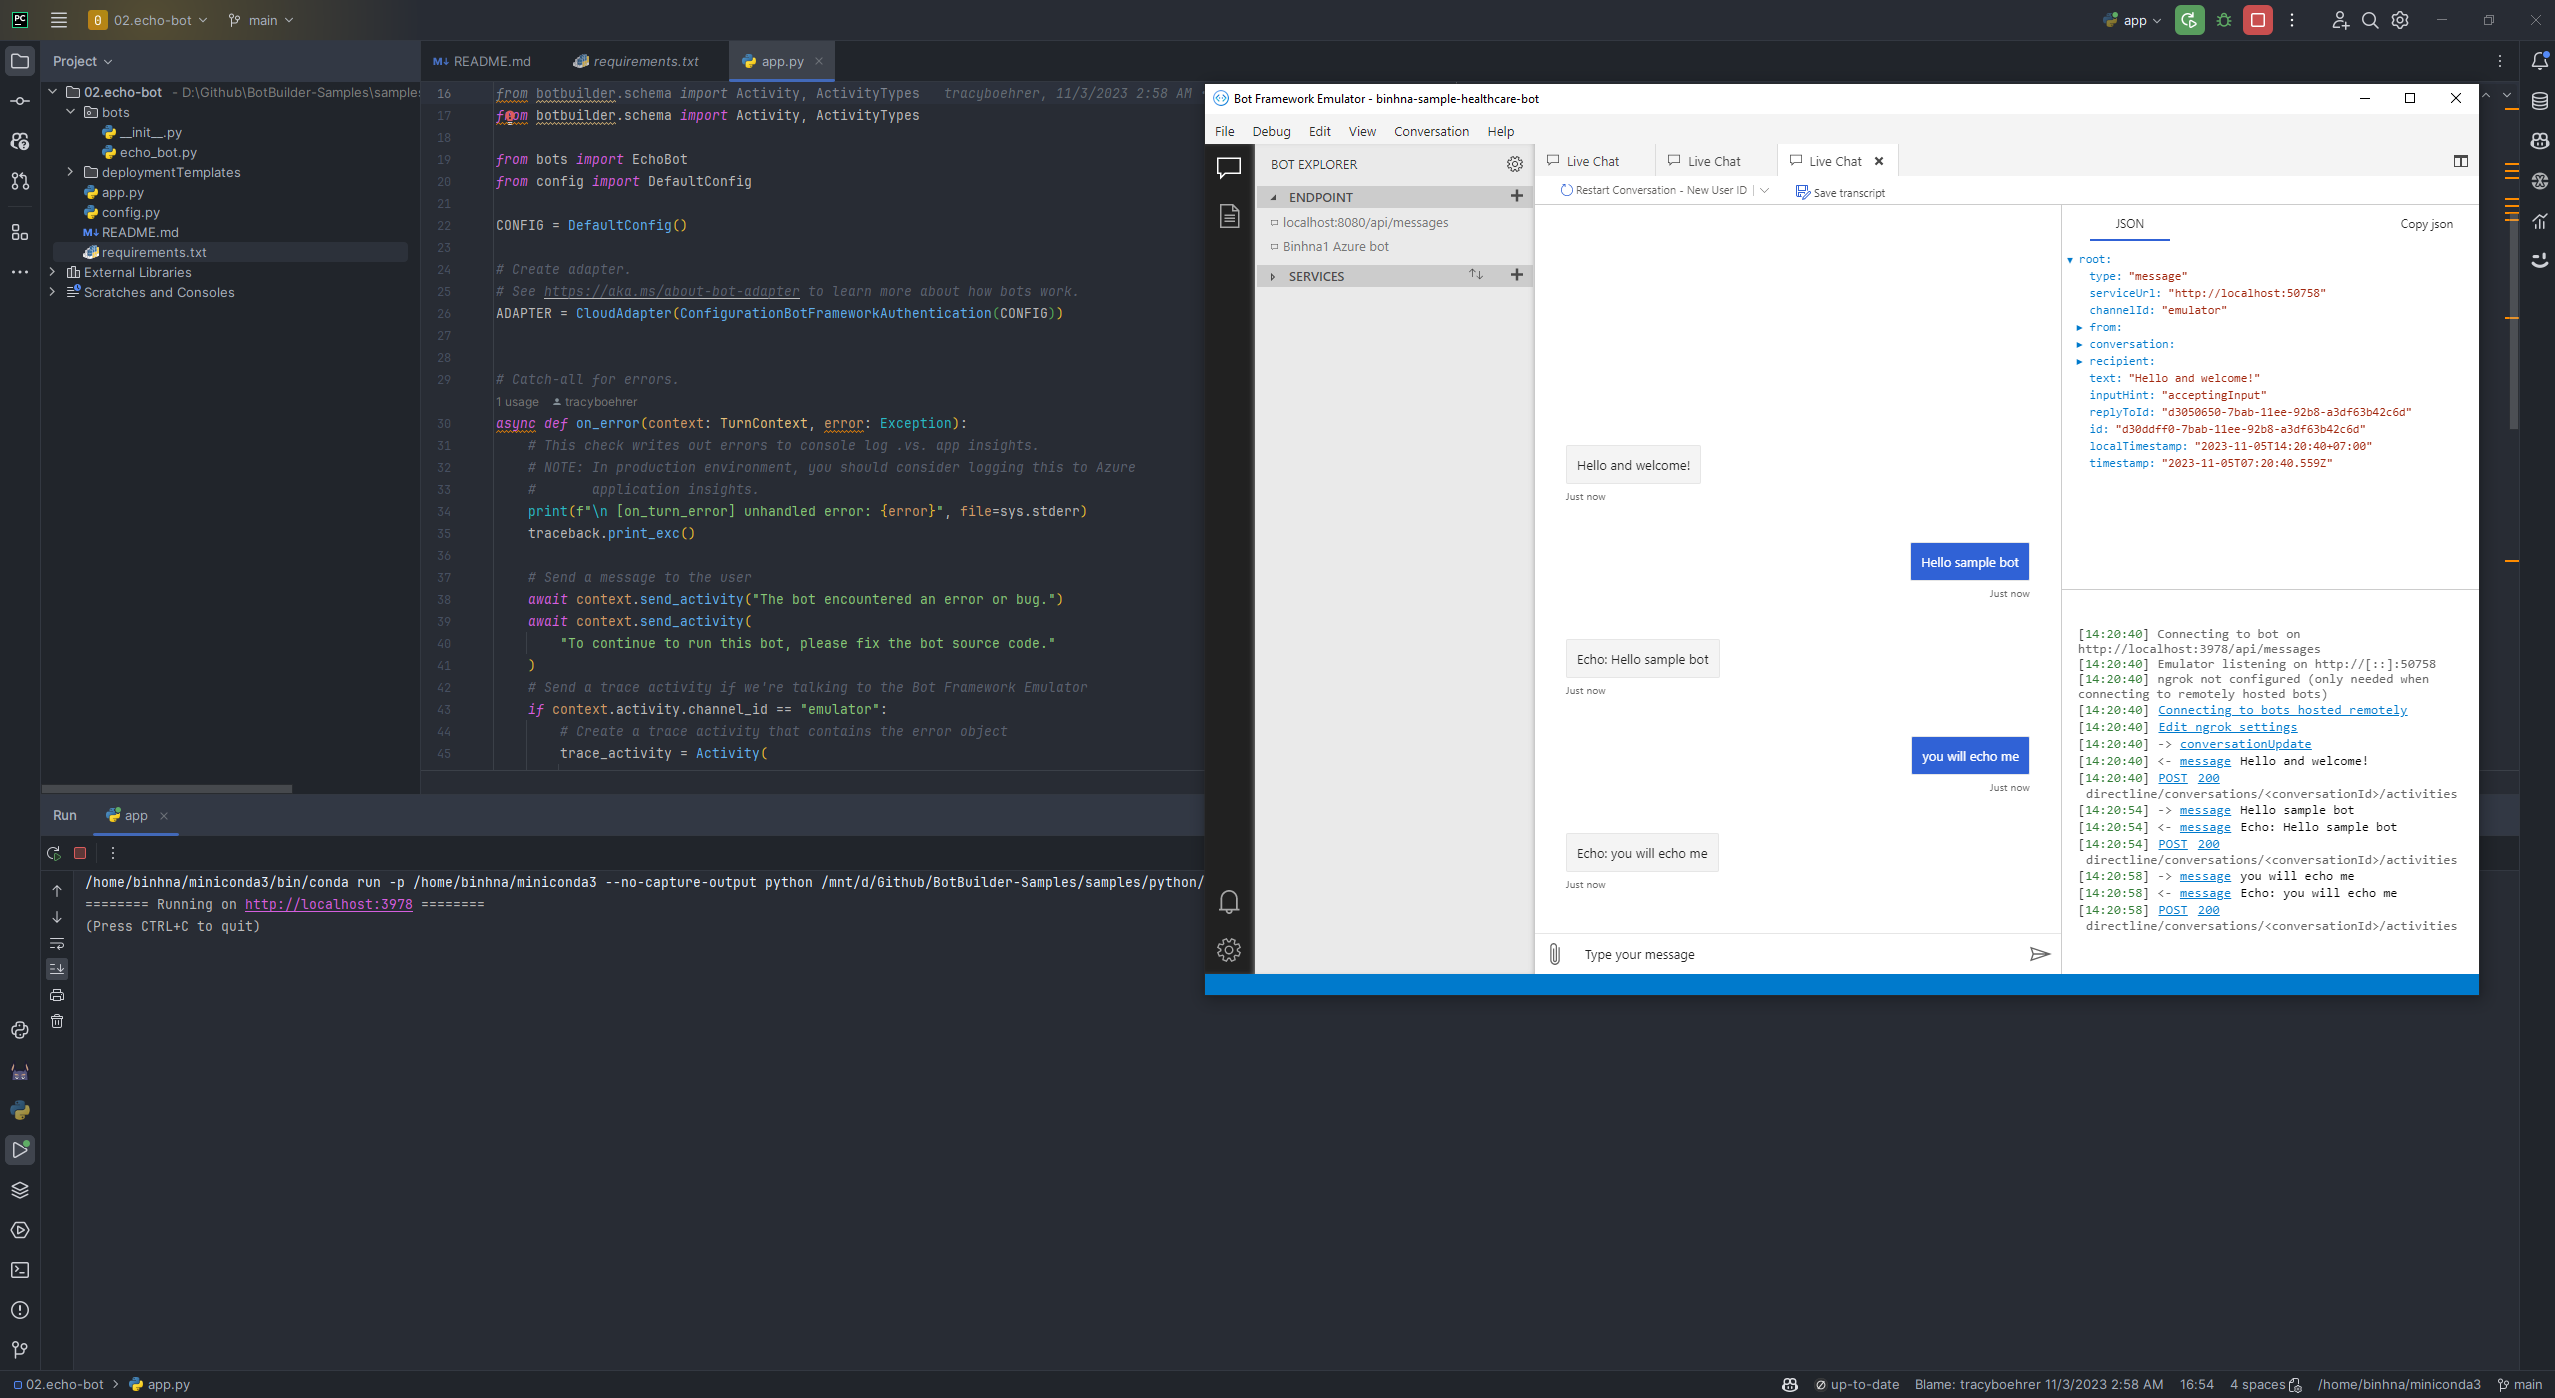 PC
0 02.echo-bot main
app
Project
README.md requirements.txt app.py
02.echo-bot - D:\Github\BotBuilder-Samples\samples
bots
__init__.py
echo_bot.py
deploymentTemplates
app.py
config.py
M↓ README.md
requirements.txt
External Libraries
Scratches and Consoles
16 from botbuilder.schema import Activity, ActivityTypes tracyboehrer, 11/3/2023 2:58 AM
17 from botbuilder.schema import Activity, ActivityTypes
18
19 from bots import EchoBot
20 from config import DefaultConfig
21
22 CONFIG = DefaultConfig()
23
24 # Create adapter.
25 # See https://aka.ms/about-bot-adapter to learn more about how bots work.
26 ADAPTER = CloudAdapter(ConfigurationBotFrameworkAuthentication(CONFIG))
27
28
29 # Catch-all for errors.
1 usage tracyboehrer
30 async def on_error(context: TurnContext, error: Exception):
31 # This check writes out errors to console log .vs. app insights.
32 # NOTE: In production environment, you should consider logging this to Azure
33 # application insights.
34 print(f"\n [on_turn_error] unhandled error: {error}", file=sys.stderr)
35 traceback.print_exc()
36
37 # Send a message to the user
38 await context.send_activity("The bot encountered an error or bug.")
39 await context.send_activity(
40 "To continue to run this bot, please fix the bot source code."
41 )
42 # Send a trace activity if we're talking to the Bot Framework Emulator
43 if context.activity.channel_id == "emulator":
44 # Create a trace activity that contains the error object
45 trace_activity = Activity(
Run app
/home/binhna/miniconda3/bin/conda run -p /home/binhna/miniconda3 --no-capture-output python /mnt/d/Github/BotBuilder-Samples/samples/python/
======== Running on http://localhost:3978 ========
(Press CTRL+C to quit)
Bot Framework Emulator - binhna-sample-healthcare-bot
File Debug Edit View Conversation Help
BOT EXPLORER
ENDPOINT
localhost:8080/api/messages
Binhna1 Azure bot
SERVICES
Live Chat Live Chat Live Chat
Restart Conversation - New User ID Save transcript
Hello and welcome!
Just now
Hello sample bot
Just now
Echo: Hello sample bot
Just now
you will echo me
Just now
Echo: you will echo me
Just now
Type your message
JSON Copy json
root:
type: "message"
serviceUrl: "http://localhost:50758"
channelId: "emulator"
from:
conversation:
recipient:
text: "Hello and welcome!"
inputHint: "acceptingInput"
replyToId: "d3050650-7bab-11ee-92b8-a3df63b42c6d"
id: "d30ddff0-7bab-11ee-92b8-a3df63b42c6d"
localTimestamp: "2023-11-05T14:20:40+07:00"
timestamp: "2023-11-05T07:20:40.559Z"
[14:20:40] Connecting to bot on
http://localhost:3978/api/messages
[14:20:40] Emulator listening on http://[::]:50758
[14:20:40] ngrok not configured (only needed when
connecting to remotely hosted bots)
[14:20:40] Connecting to bots hosted remotely
[14:20:40] Edit ngrok settings
[14:20:40] -> conversationUpdate
[14:20:40] <- message Hello and welcome!
[14:20:40] POST 200
directline/conversations/<conversationId>/activities
[14:20:54] -> message Hello sample bot
[14:20:54] <- message Echo: Hello sample bot
[14:20:54] POST 200
directline/conversations/<conversationId>/activities
[14:20:58] -> message you will echo me
[14:20:58] <- message Echo: you will echo me
[14:20:58] POST 200
directline/conversations/<conversationId>/activities
02.echo-bot > app.py
up-to-date Blame: tracyboehrer 11/3/2023 2:58 AM 16:54 4 spaces /home/binhna/miniconda3 main